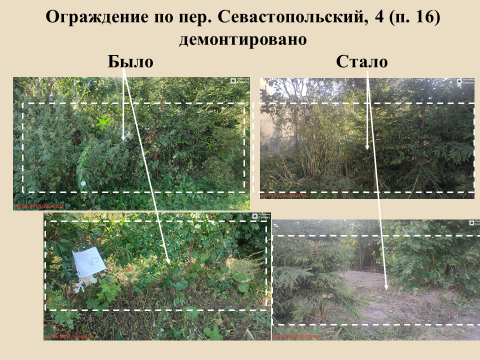 Ограждение по пер. Севастопольский, 4 (п. 16)
демонтировано
Было
Стало